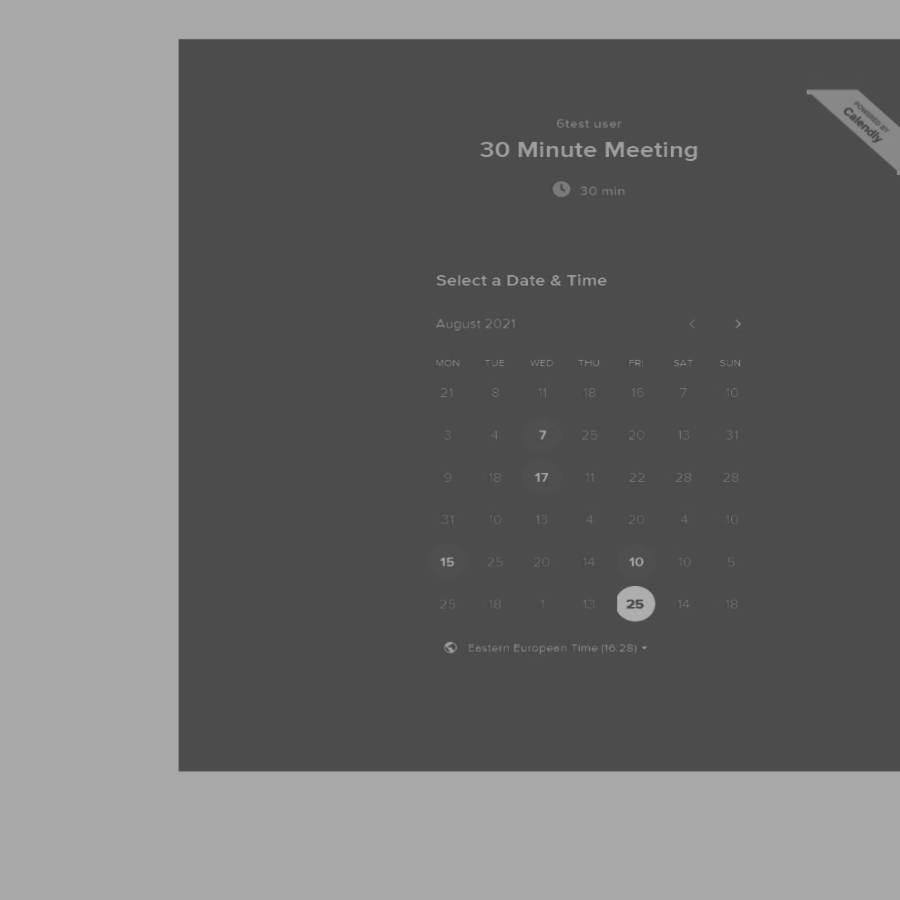 6test user
30 Minute Meeting
30 min
POWERED BY
Calendly
Select a Date & Time
August 2021
MON TUE WED THU FRI SAT SUN
21 8 11 18 16 7 10
3 4 7 25 20 13 31
9 18 17 11 22 28 28
31 10 13 4 20 4 10
15 25 20 14 10 10 5
25 18 1 13 25 14 18
Eastern European Time (16:28)